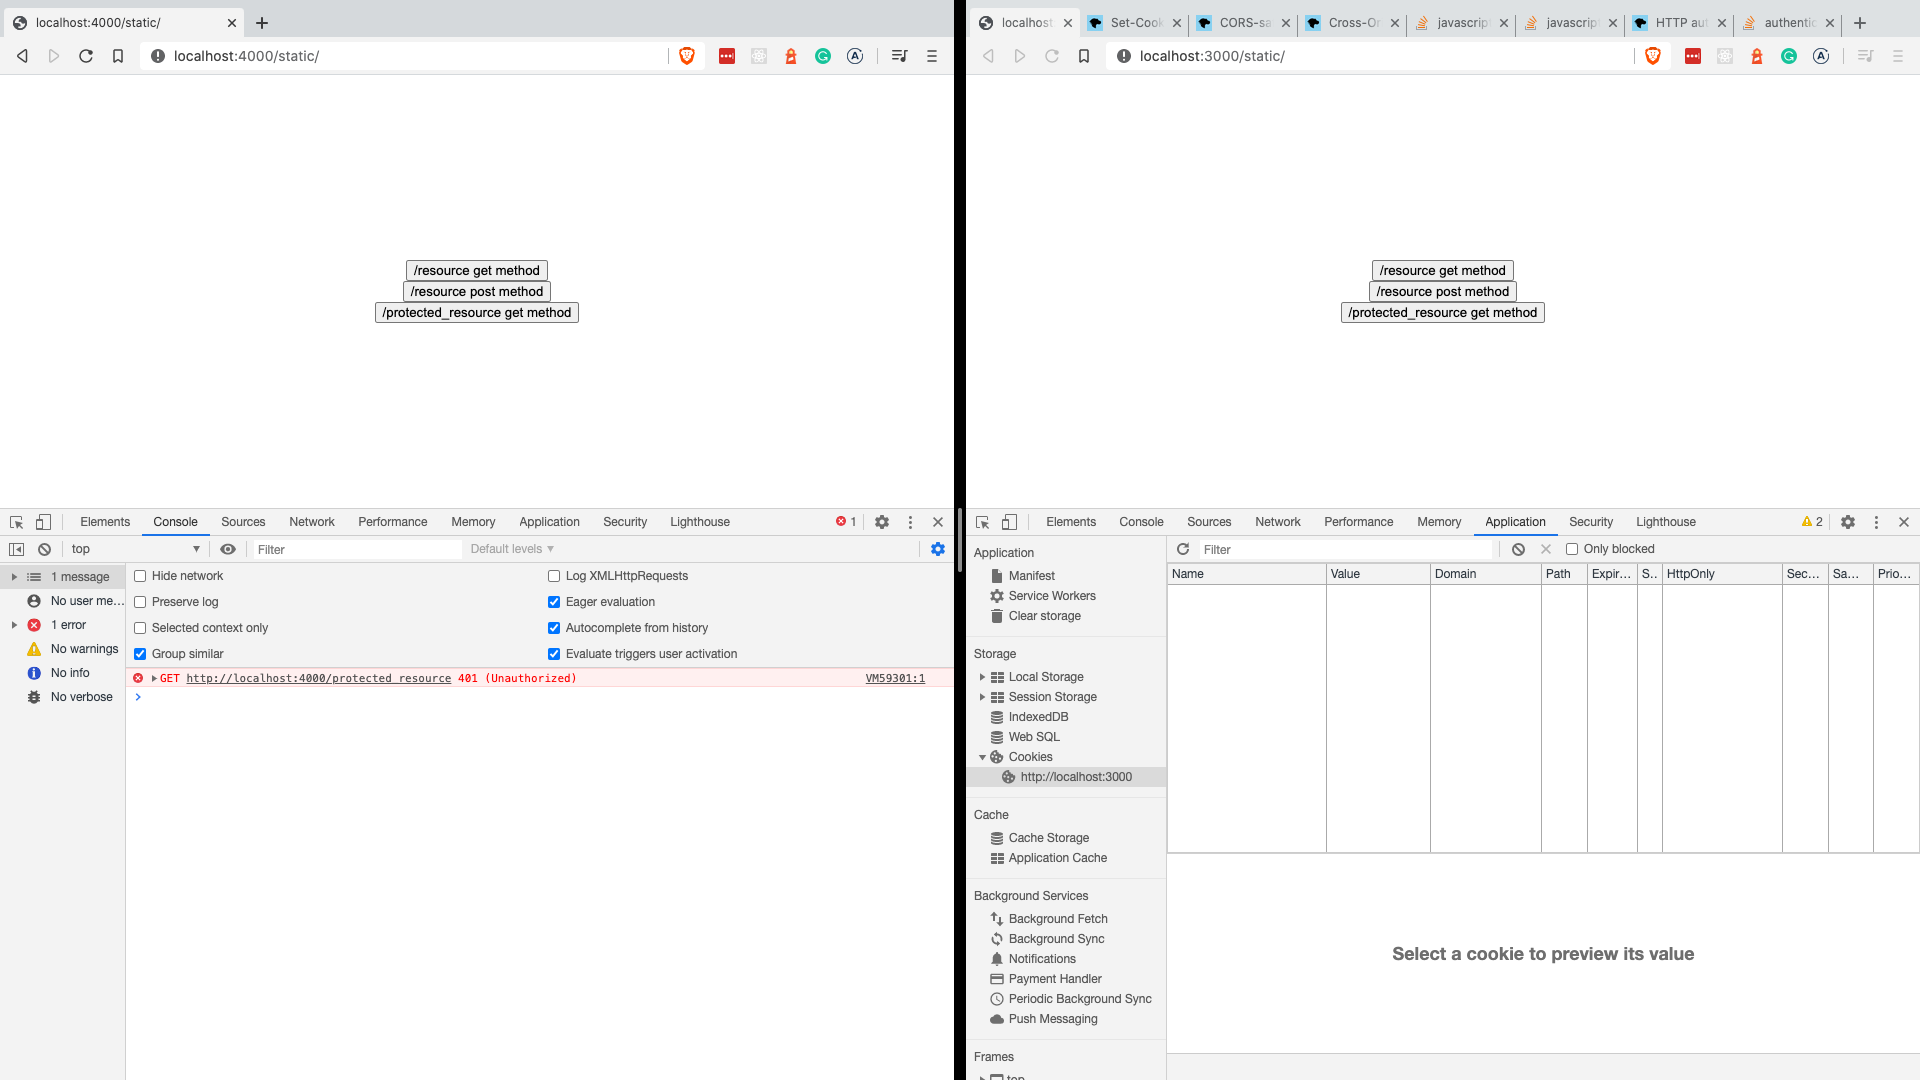 localhost:4000/static/
localhost:4000/static/
/resource get method
/resource post method
/protected_resource get method
Elements Console Sources Network Performance Memory Application Security Lighthouse 1
top Filter Default levels
1 message
No user me...
1 error
No warnings
No info
No verbose
Hide network
Preserve log
Selected context only
Group similar
Log XMLHttpRequests
Eager evaluation
Autocomplete from history
Evaluate triggers user activation
GET http://localhost:4000/protected_resource 401 (Unauthorized) VM59301:1
localhost Set-Cook CORS-sa Cross-Or javascript javascrip HTTP aut authentic
localhost:3000/static/
/resource get method
/resource post method
/protected_resource get method
Elements Console Sources Network Performance Memory Application Security Lighthouse 2
Application
Manifest
Service Workers
Clear storage
Storage
Local Storage
Session Storage
IndexedDB
Web SQL
Cookies
http://localhost:3000
Cache
Cache Storage
Application Cache
Background Services
Background Fetch
Background Sync
Notifications
Payment Handler
Periodic Background Sync
Push Messaging
Frames
top
Filter Only blocked
Name Value Domain Path Expir... S.. HttpOnly Sec... Sa... Prio...
Select a cookie to preview its value